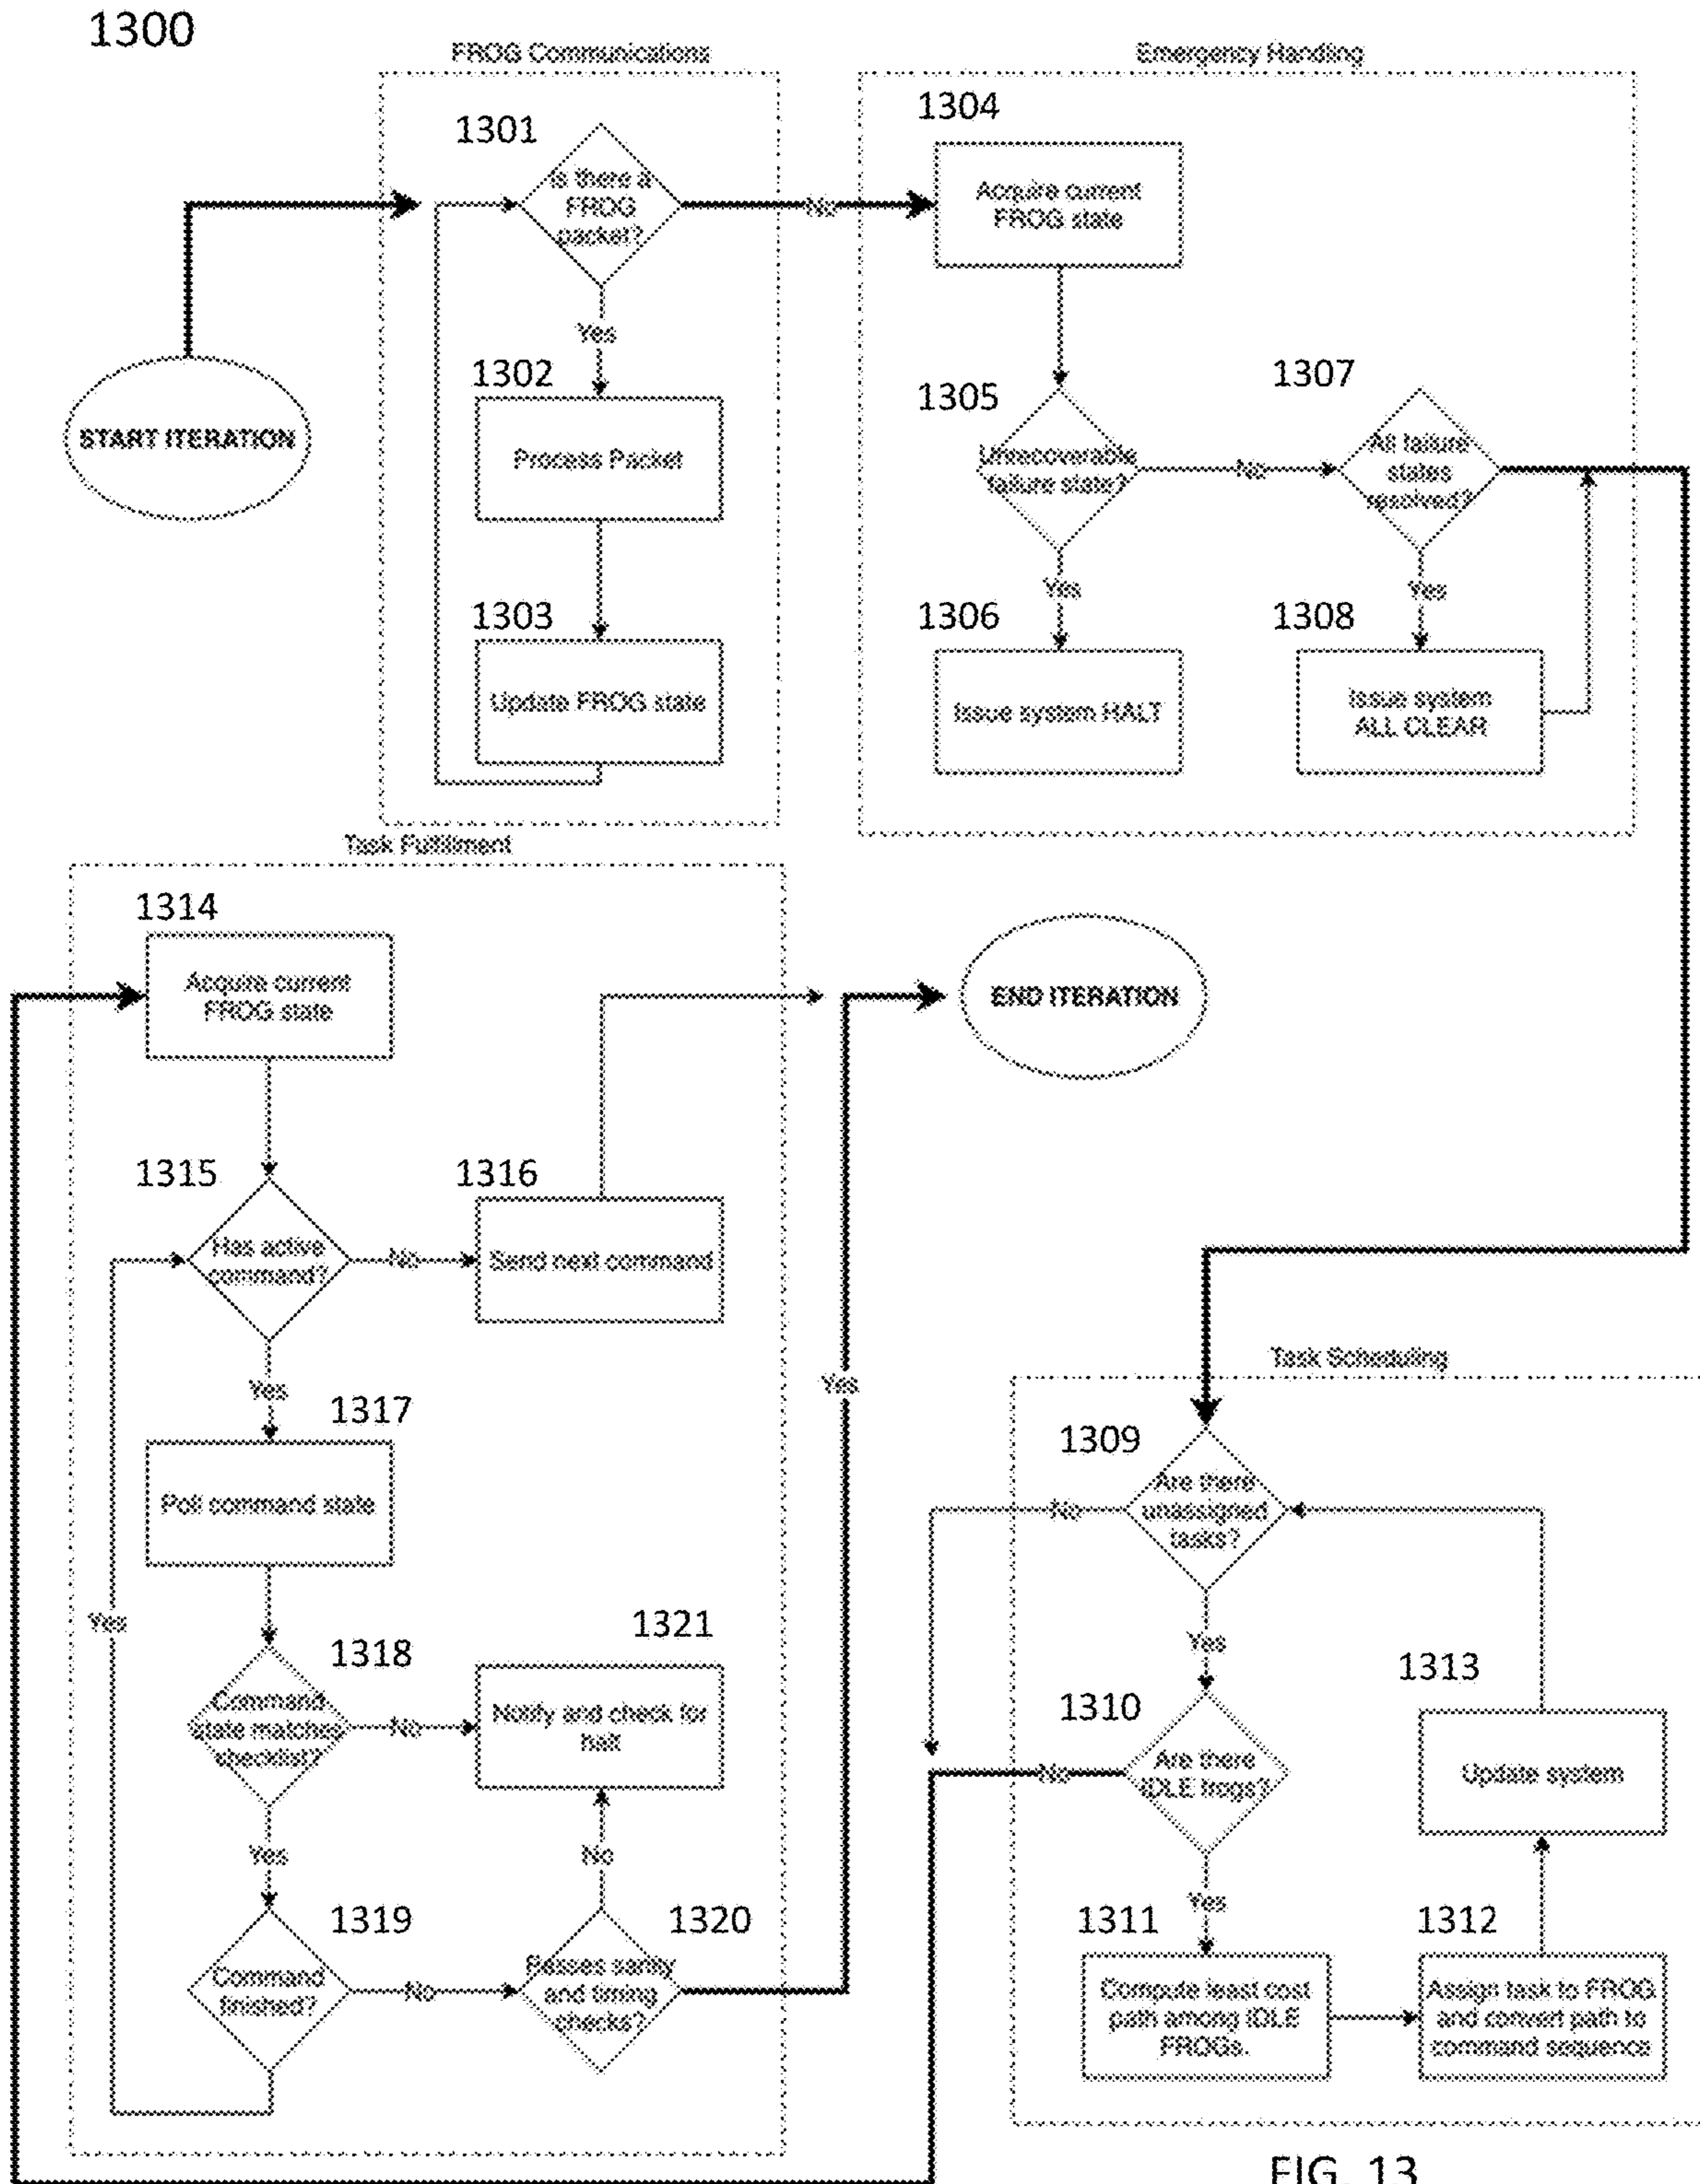 1300
FROG Communications
1301
Is there a
FROG
packet?
No
Yes
1302
Process Packet
1303
Update FROG state
START ITERATION
Emergency Handling
1304
Acquire current
FROG state
1305
Unrecoverable
failure state?
No
Yes
1306
Issue system HALT
1307
All failure
states
resolved?
Yes
1308
Issue system
ALL CLEAR
Task Fulfillment
1314
Acquire current
FROG state
1315
Has active
command?
No
1316
Send next command
Yes
1317
Poll command state
1318
Command
state matches
checklist?
No
1321
Notify and check for
halt
Yes
Yes
No
1319
Command
finished?
No
1320
Passes sanity
and timing
checks?
Yes
END ITERATION
Task Scheduling
1309
Are there
unassigned
tasks?
No
Yes
1310
Are there
IDLE frogs?
No
Yes
1311
Compute least cost
path among IDLE
FROGs.
1312
Assign task to FROG
and convert path to
command sequence
1313
Update system
FIG. 13